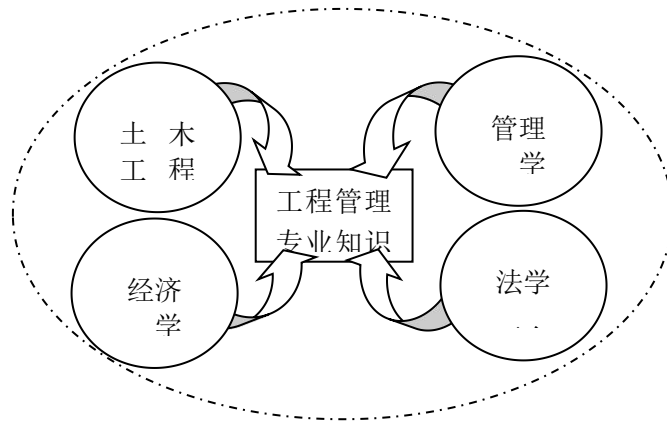 土 木
工 程
管理
学
工程管理
专业知识
经济
学
法学